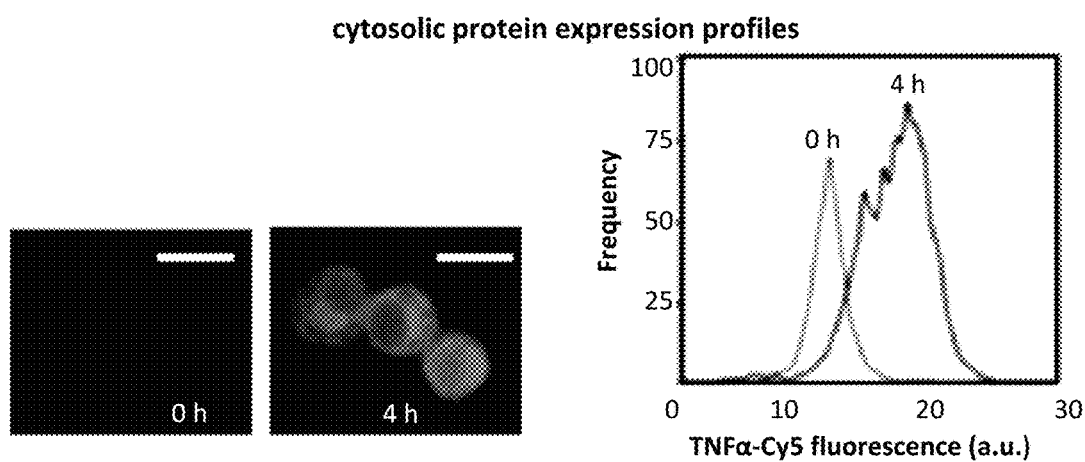 cytosolic protein expression profiles
0 h
4 h
100
75
50
25
Frequency
0 h
4 h
0 10 20 30
TNFα-Cy5 fluorescence (a.u.)